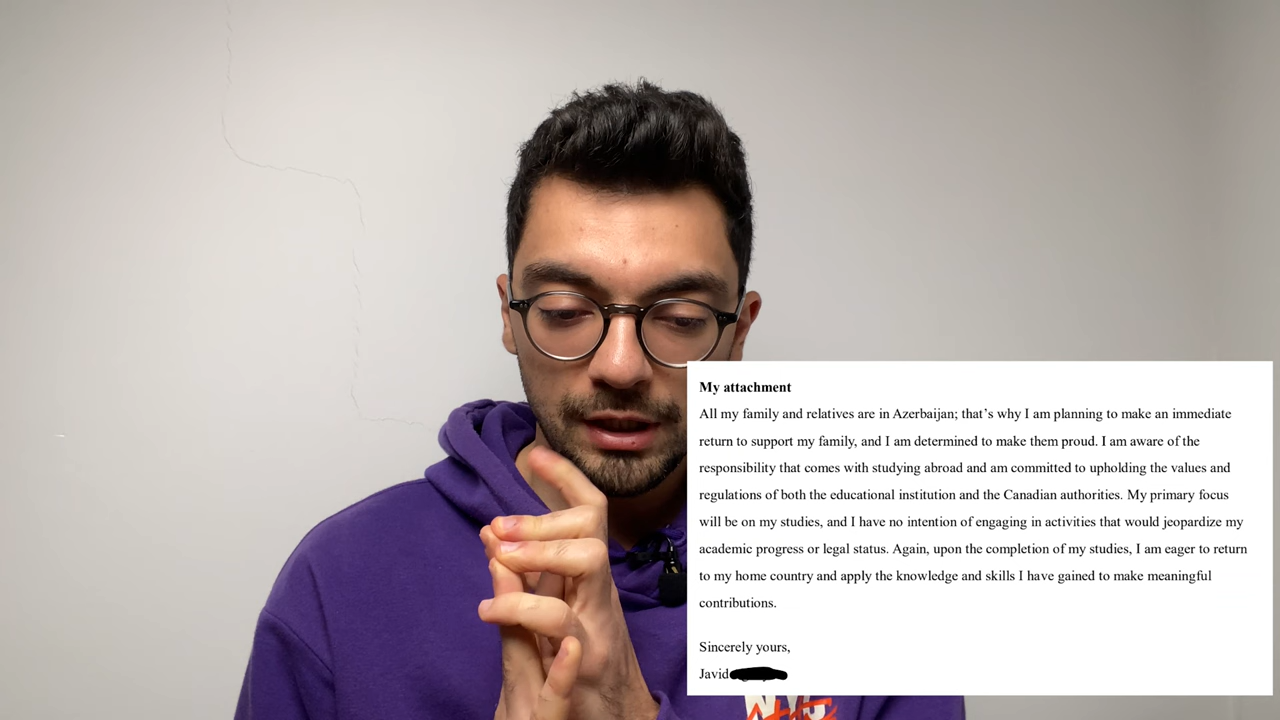 My attachment
All my family and relatives are in Azerbaijan; that’s why I am planning to make an immediate
return to support my family, and I am determined to make them proud. I am aware of the
responsibility that comes with studying abroad and am committed to upholding the values and
regulations of both the educational institution and the Canadian authorities. My primary focus
will be on my studies, and I have no intention of engaging in activities that would jeopardize my
academic progress or legal status. Again, upon the completion of my studies, I am eager to return
to my home country and apply the knowledge and skills I have gained to make meaningful
contributions.
Sincerely yours,
Javid